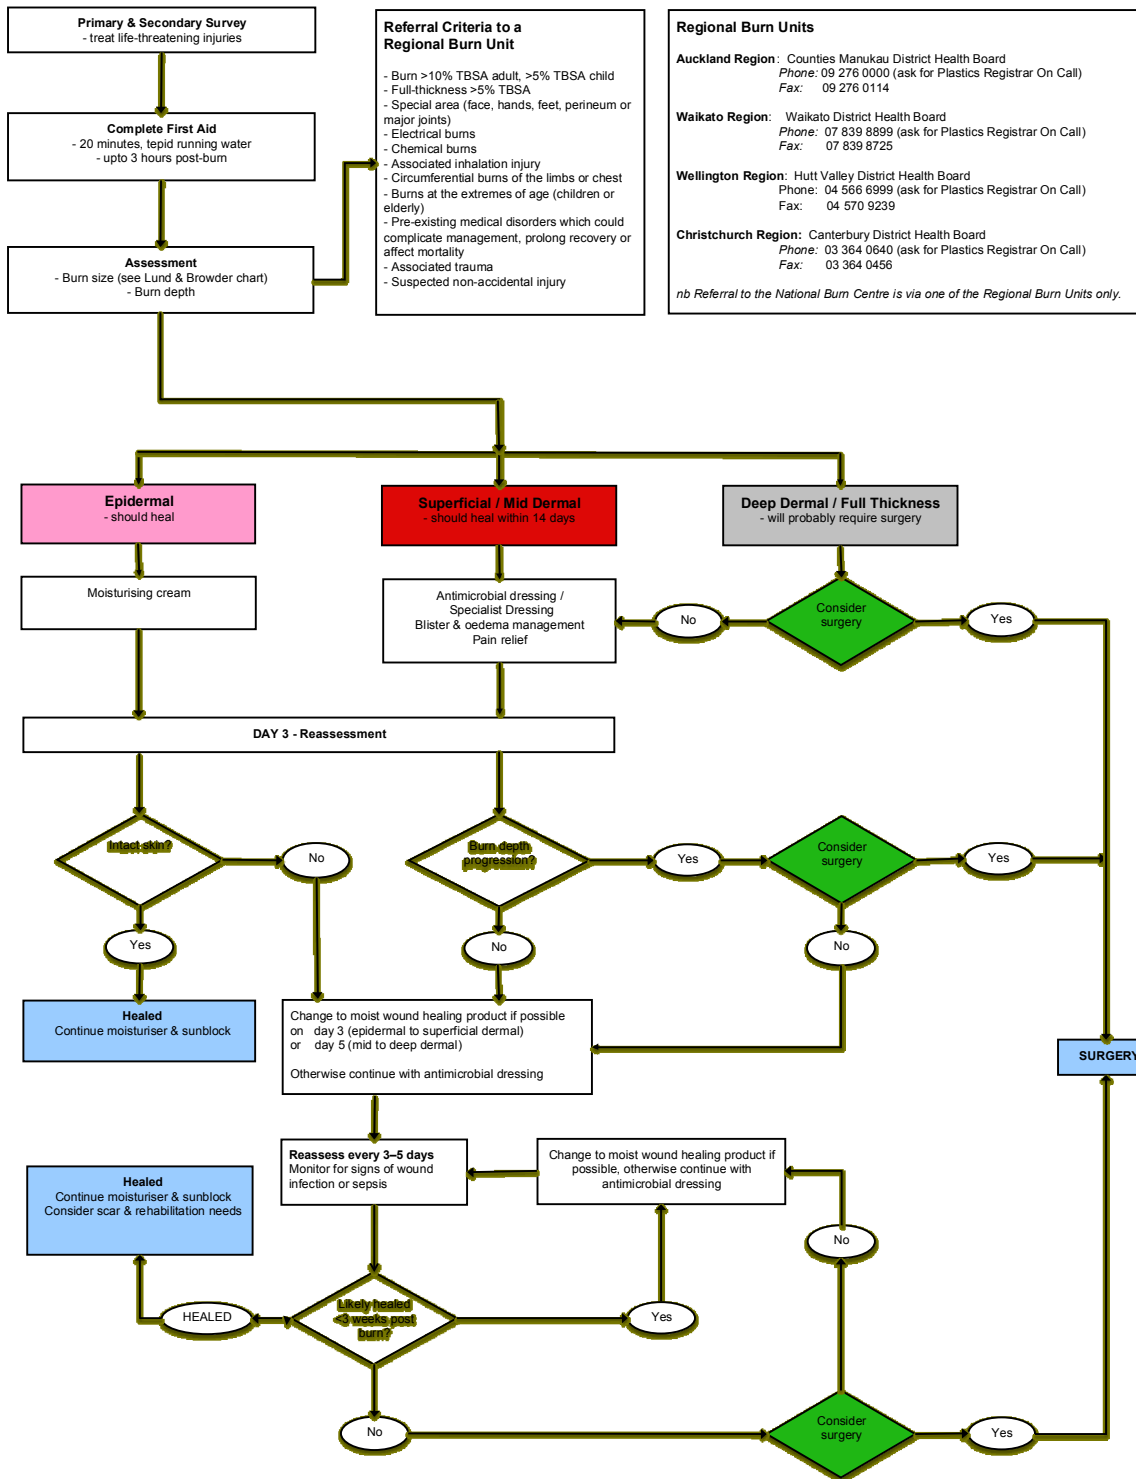 Primary & Secondary Survey
- treat life-threatening injuries
Complete First Aid
- 20 minutes, tepid running water
- upto 3 hours post-burn
Assessment
- Burn size (see Lund & Browder chart)
- Burn depth
Referral Criteria to a
Regional Burn Unit
- Burn >10% TBSA adult, >5% TBSA child
- Full-thickness >5% TBSA
- Special area (face, hands, feet, perineum or
major joints)
- Electrical burns
- Chemical burns
- Associated inhalation injury
- Circumferential burns of the limbs or chest
- Burns at the extremes of age (children or
elderly)
- Pre-existing medical disorders which could
complicate management, prolong recovery or
affect mortality
- Associated trauma
- Suspected non-accidental injury
Regional Burn Units
Auckland Region: Counties Manukau District Health Board
Phone: 09 276 0000 (ask for Plastics Registrar On Call)
Fax: 09 276 0114
Waikato Region: Waikato District Health Board
Phone: 07 839 8899 (ask for Plastics Registrar On Call)
Fax: 07 839 8725
Wellington Region: Hutt Valley District Health Board
Phone: 04 566 6999 (ask for Plastics Registrar On Call)
Fax: 04 570 9239
Christchurch Region: Canterbury District Health Board
Phone: 03 364 0640 (ask for Plastics Registrar On Call)
Fax: 03 364 0456
nb Referral to the National Burn Centre is via one of the Regional Burn Units only.
Epidermal
- should heal
Superficial / Mid Dermal
- should heal within 14 days
Deep Dermal / Full Thickness
- will probably require surgery
Moisturising cream
Antimicrobial dressing /
Specialist Dressing
Blister & oedema management
Pain relief
No
Consider
surgery
Yes
DAY 3 - Reassessment
Intact skin?
No
Burn depth
progression?
Yes
Consider
surgery
Yes
Yes
No
No
Healed
Continue moisturiser & sunblock
Change to moist wound healing product if possible
on day 3 (epidermal to superficial dermal)
or day 5 (mid to deep dermal)
Otherwise continue with antimicrobial dressing
SURGERY
Reassess every 3–5 days
Monitor for signs of wound
infection or sepsis
Change to moist wound healing product if
possible, otherwise continue with
antimicrobial dressing
Healed
Continue moisturiser & sunblock
Consider scar & rehabilitation needs
No
HEALED
Likely healed
<3 weeks post
burn?
Yes
No
Consider
surgery
Yes